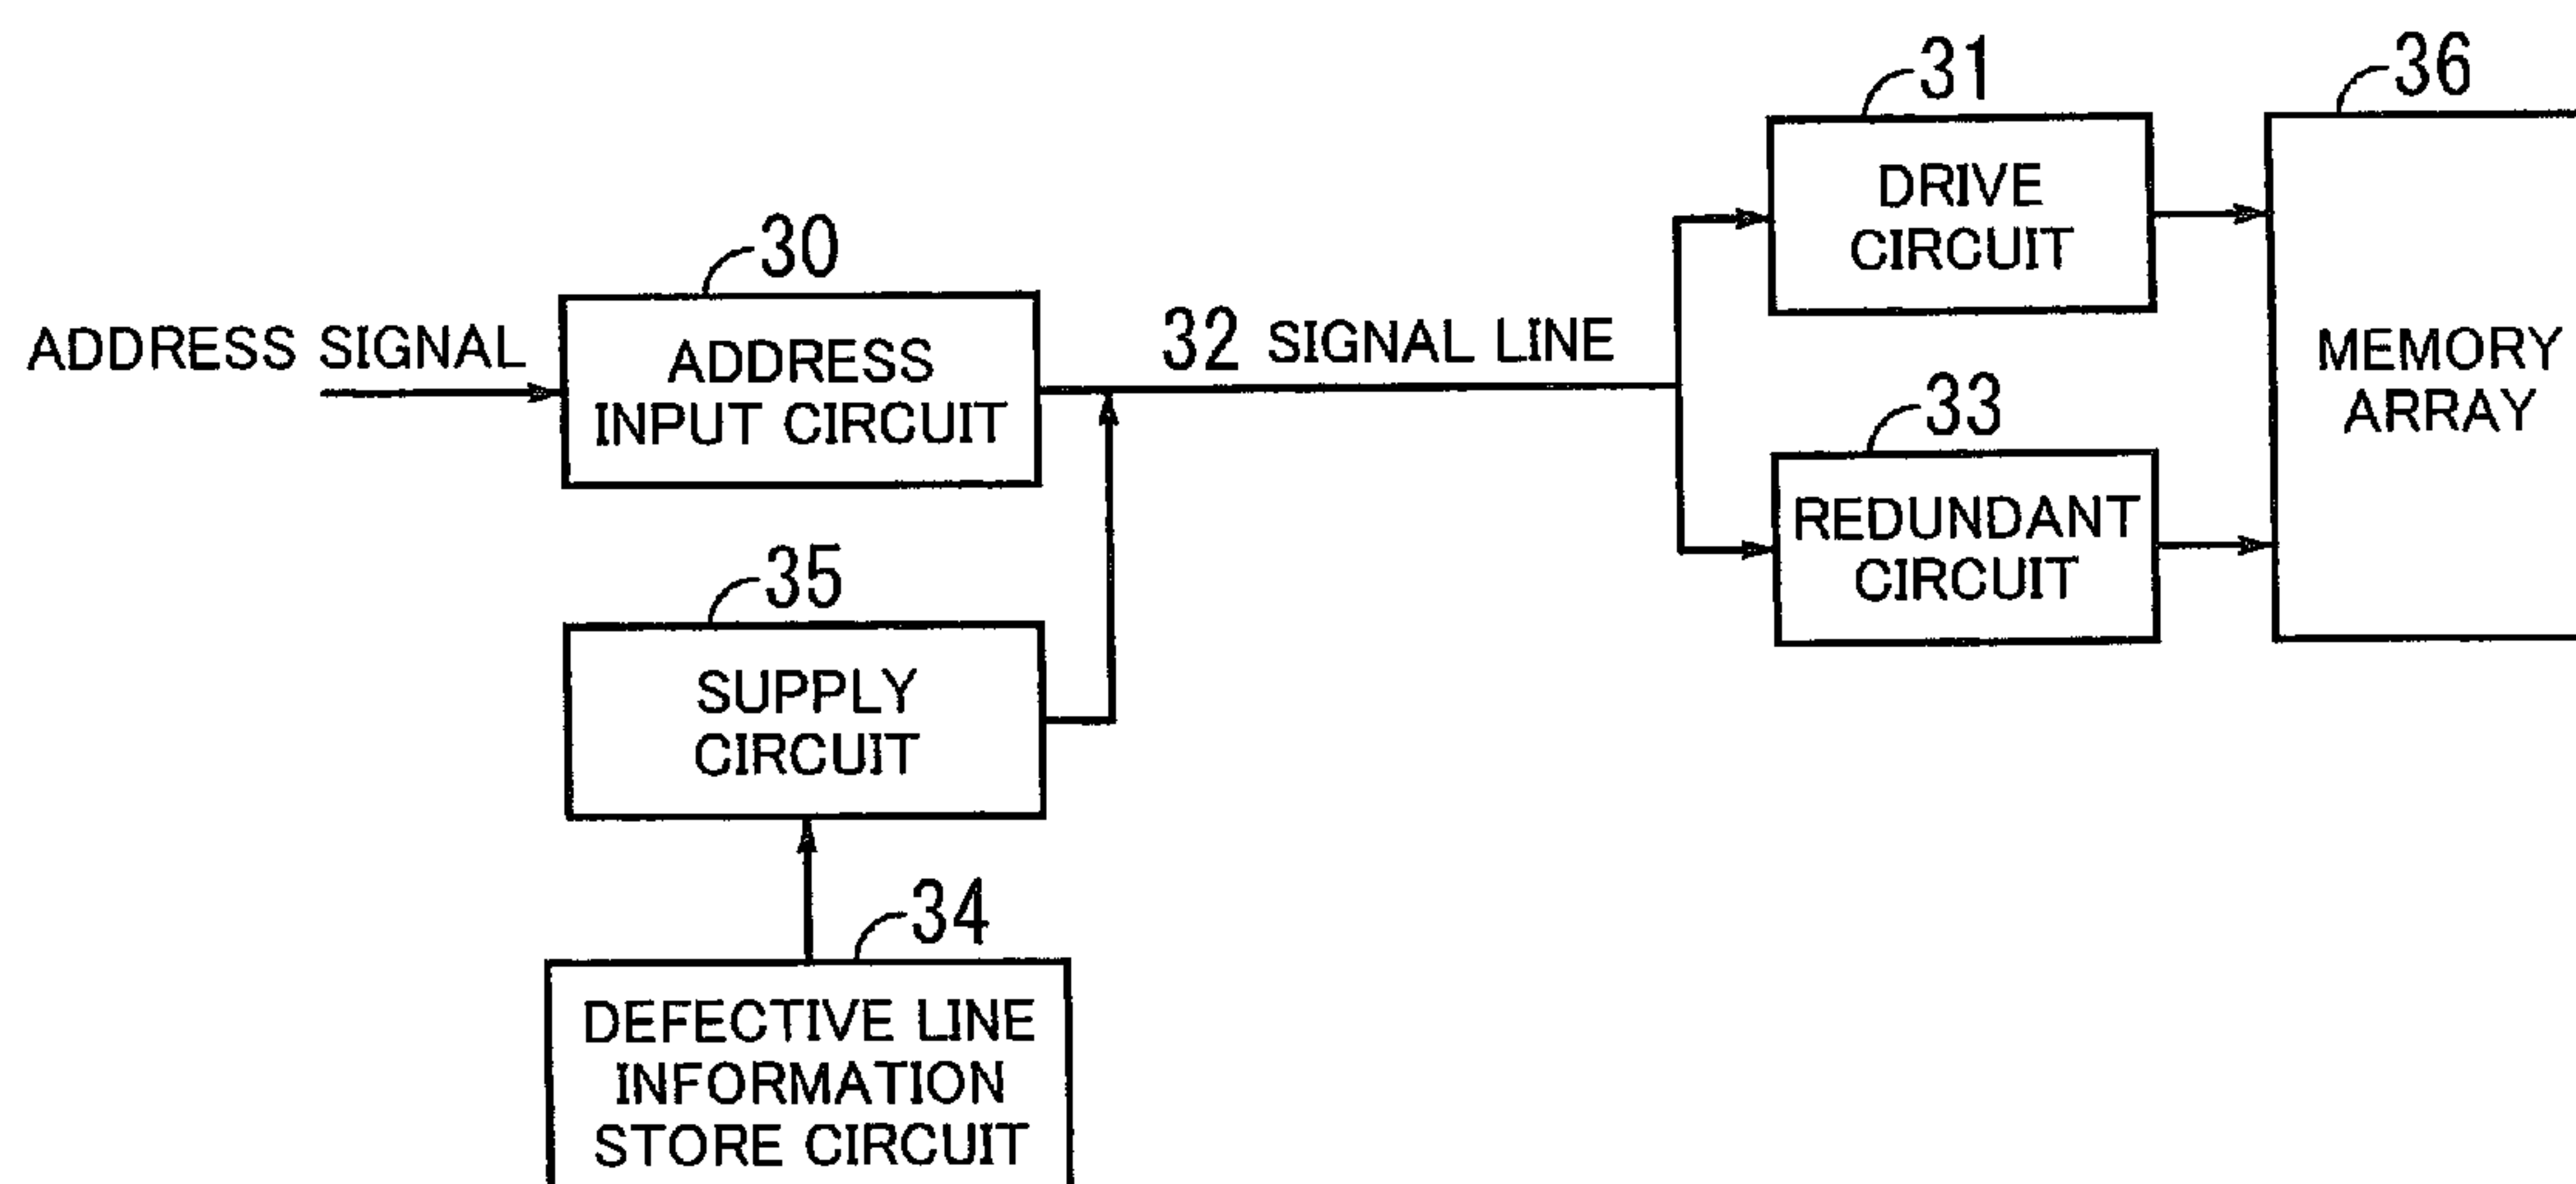 31
36
DRIVE
CIRCUIT
30
ADDRESS SIGNAL
ADDRESS
INPUT CIRCUIT
32 SIGNAL LINE
MEMORY
ARRAY
33
REDUNDANT
CIRCUIT
35
SUPPLY
CIRCUIT
34
DEFECTIVE LINE
INFORMATION
STORE CIRCUIT